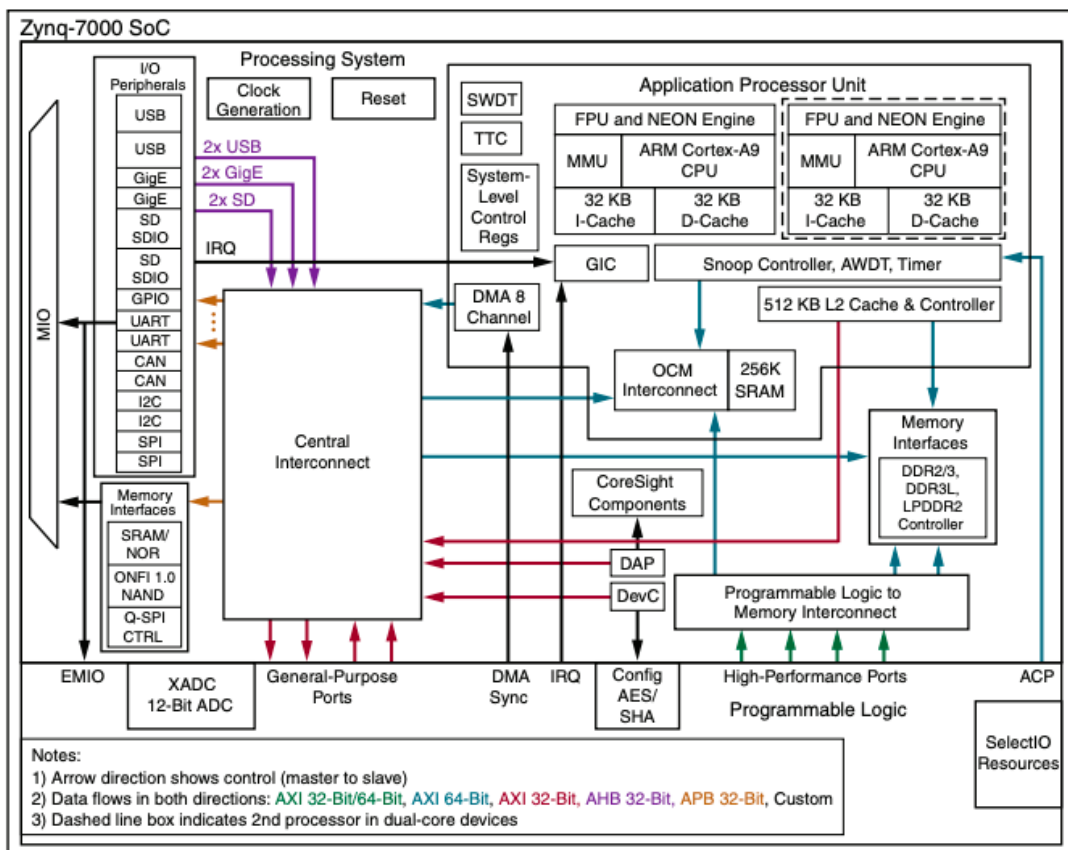 Zynq-7000 SoC
Processing System
I/O
Peripherals
USB
USB
GigE
GigE
SD
SDIO
SD
SDIO
GPIO
UART
UART
CAN
CAN
I2C
I2C
SPI
SPI
MIO
Clock
Generation
Reset
2x USB
2x GigE
2x SD
IRQ
Application Processor Unit
SWDT
TTC
System-
Level
Control
Regs
FPU and NEON Engine
MMU
ARM Cortex-A9
CPU
32 KB
I-Cache
32 KB
D-Cache
FPU and NEON Engine
MMU
ARM Cortex-A9
CPU
32 KB
I-Cache
32 KB
D-Cache
GIC
Snoop Controller, AWDT, Timer
DMA 8
Channel
512 KB L2 Cache & Controller
OCM
Interconnect
256K
SRAM
Central
Interconnect
Memory
Interfaces
DDR2/3,
DDR3L,
LPDDR2
Controller
CoreSight
Components
DAP
DevC
Programmable Logic to
Memory Interconnect
Memory
Interfaces
SRAM/
NOR
ONFI 1.0
NAND
Q-SPI
CTRL
EMIO
XADC
12-Bit ADC
General-Purpose
Ports
DMA
Sync
IRQ
Config
AES/
SHA
High-Performance Ports
ACP
Programmable Logic
SelectIO
Resources
Notes:
1) Arrow direction shows control (master to slave)
2) Data flows in both directions: AXI 32-Bit/64-Bit, AXI 64-Bit, AXI 32-Bit, AHB 32-Bit, APB 32-Bit, Custom
3) Dashed line box indicates 2nd processor in dual-core devices